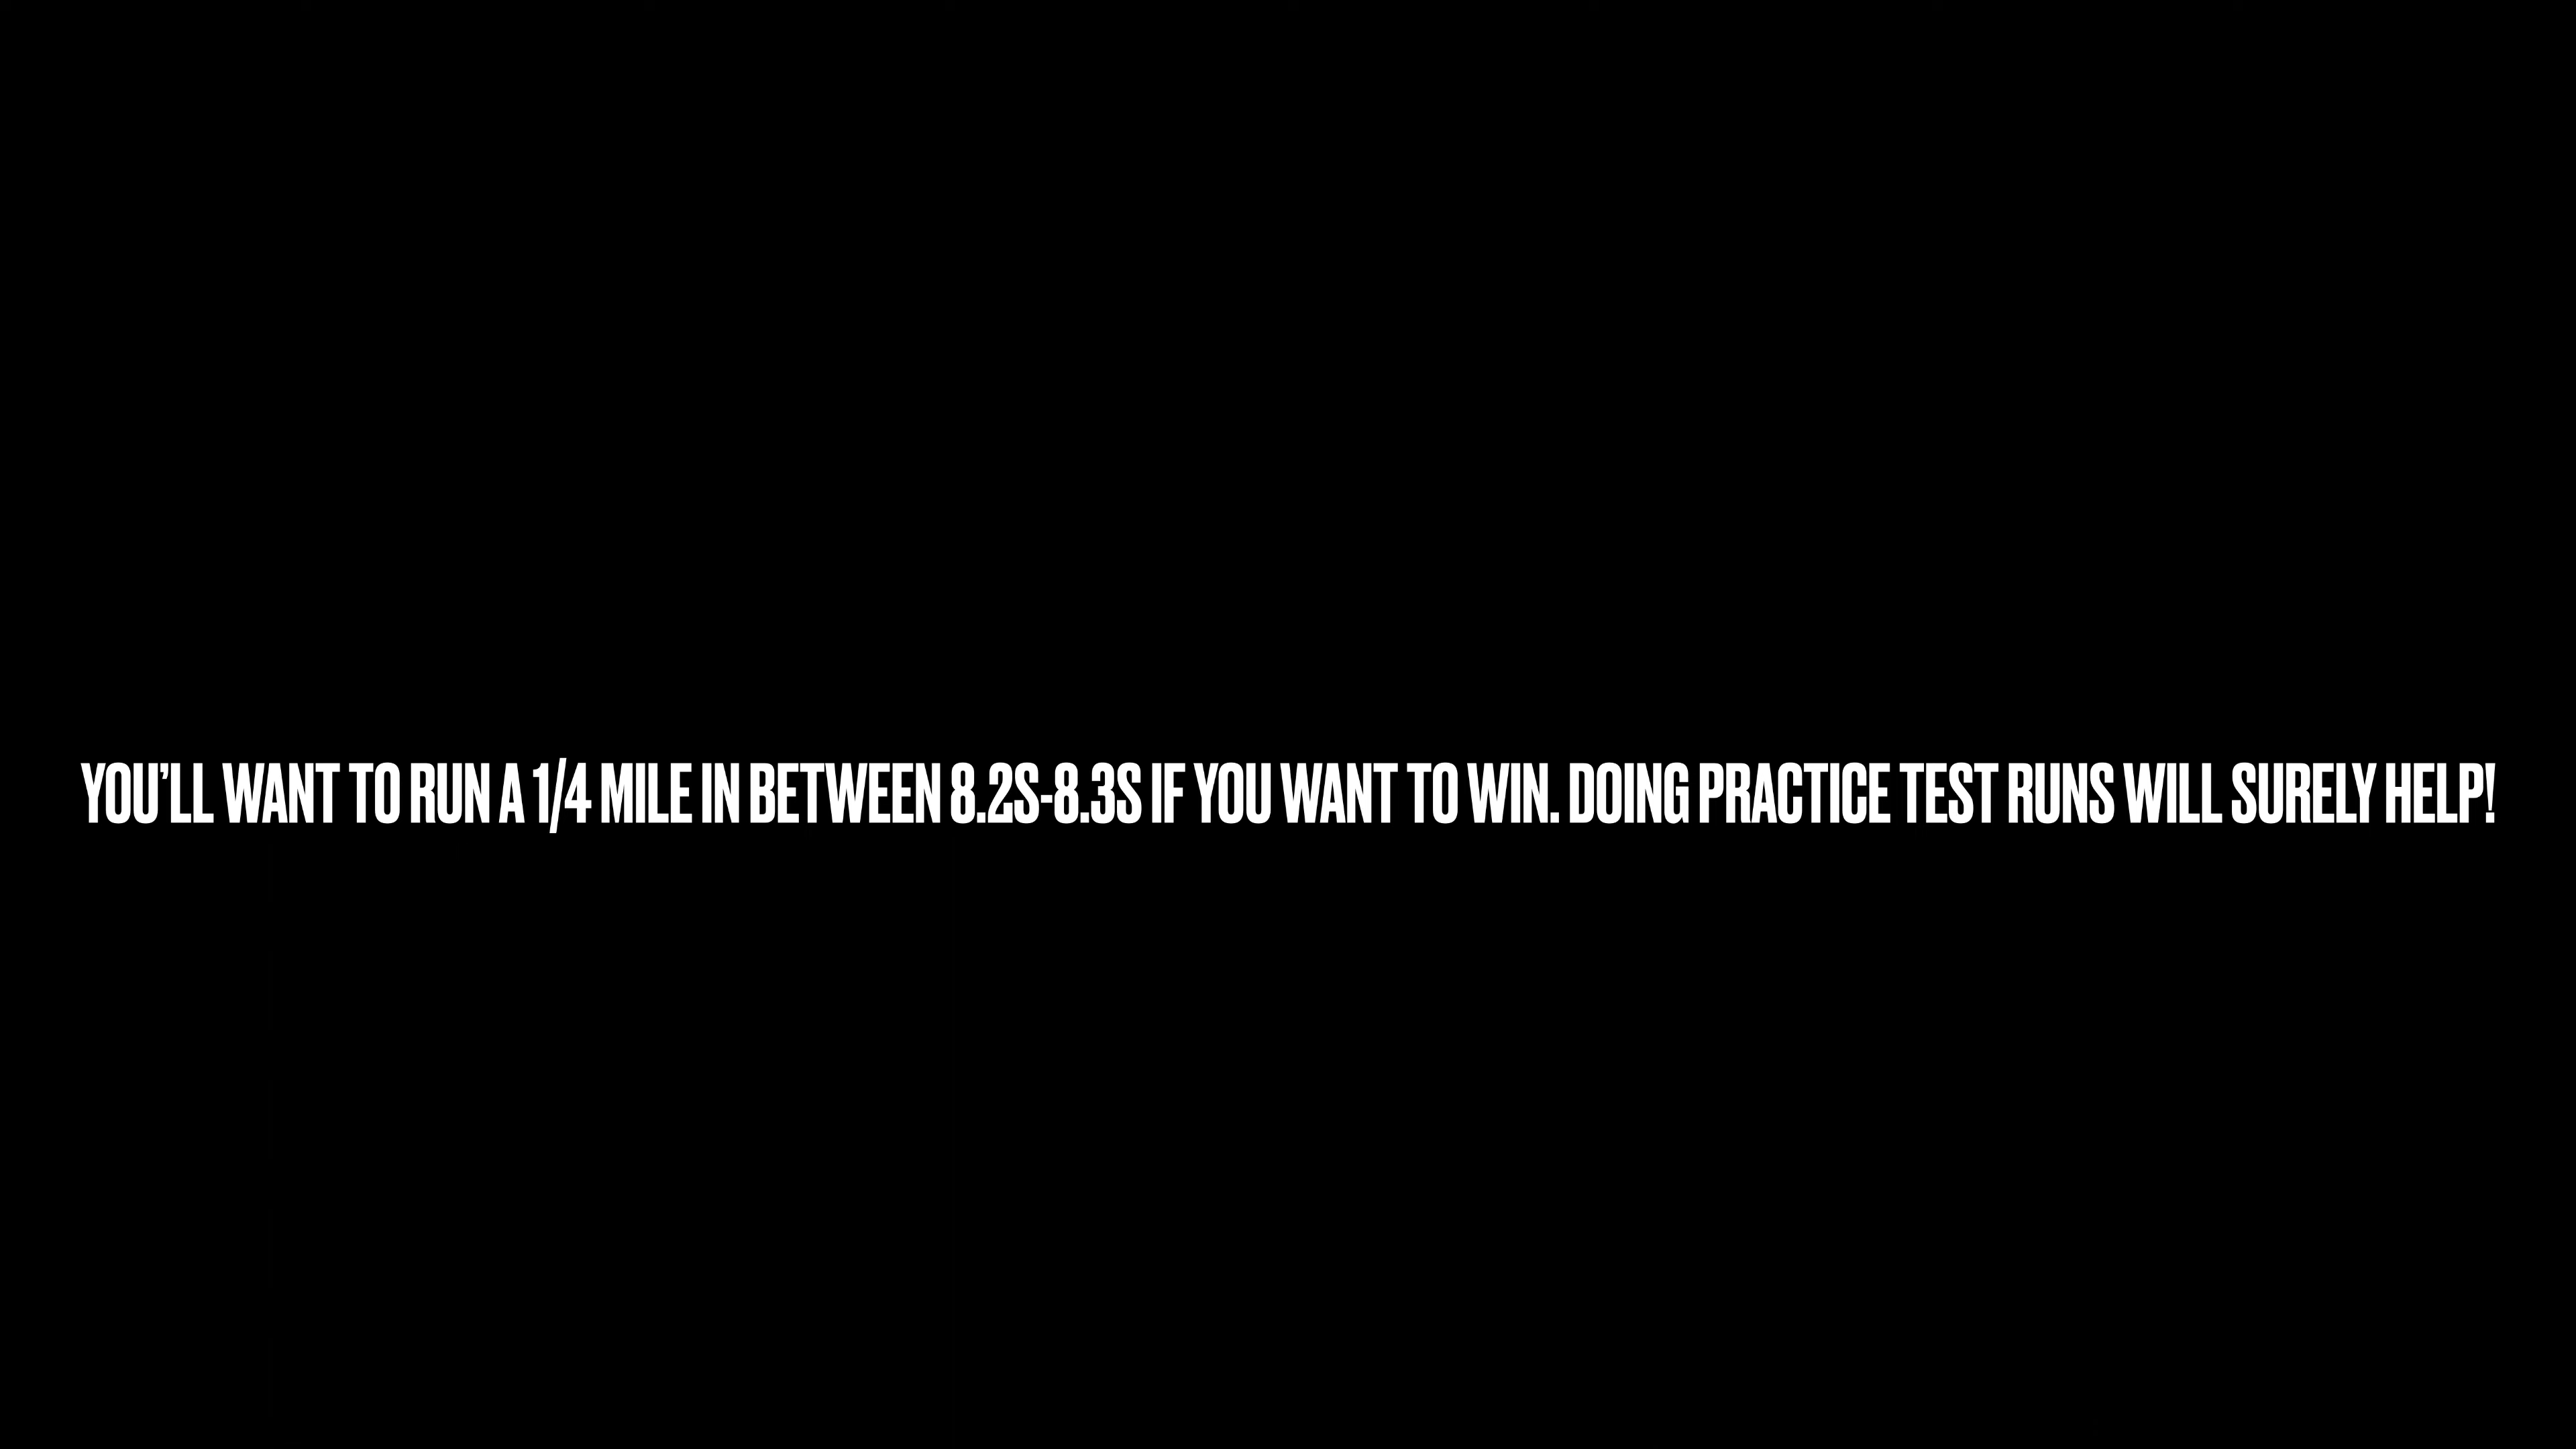 YOU'LL WANT TO RUN A 1/4 MILE IN BETWEEN 8.2S-8.3S IF YOU WANT TO WIN. DOING PRACTICE TEST RUNS WILL SURELY HELP!